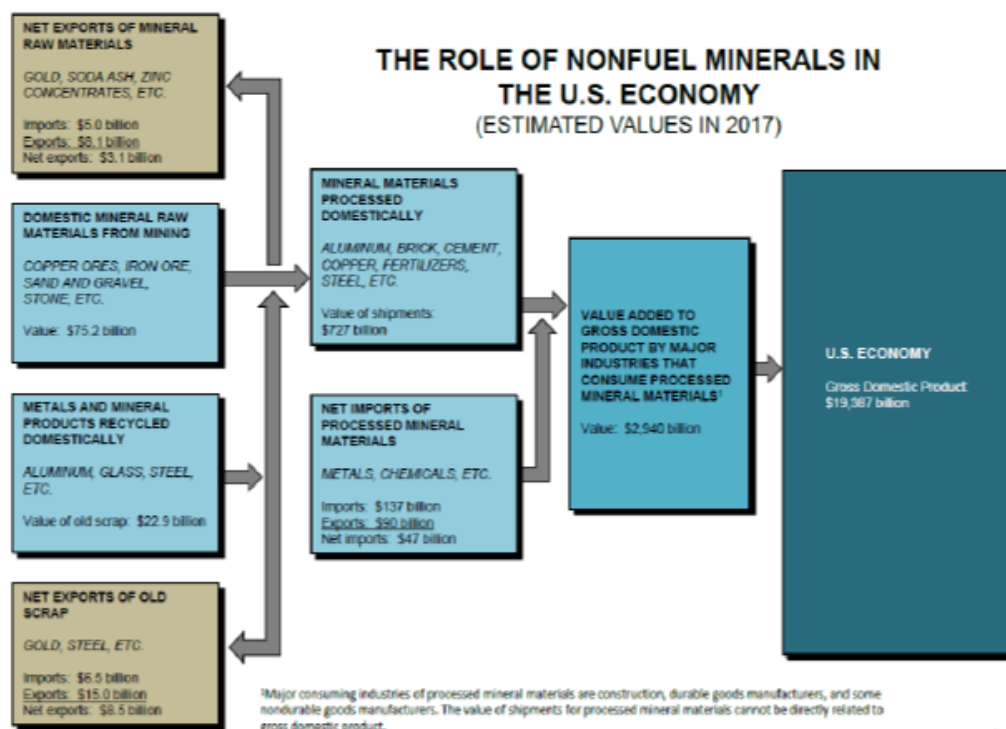 THE ROLE OF NONFUEL MINERALS IN
THE U.S. ECONOMY
(ESTIMATED VALUES IN 2017)
NET EXPORTS OF MINERAL
RAW MATERIALS
GOLD, SODA ASH, ZINC
CONCENTRATES, ETC.
Imports: $5.0 billion
Exports: $8.1 billion
Net exports: $3.1 billion
DOMESTIC MINERAL RAW
MATERIALS FROM MINING
COPPER ORES, IRON ORE,
SAND AND GRAVEL,
STONE, ETC.
Value: $75.2 billion
METALS AND MINERAL
PRODUCTS RECYCLED
DOMESTICALLY
ALUMINUM, GLASS, STEEL,
ETC.
Value of old scrap: $22.9 billion
NET EXPORTS OF OLD
SCRAP
GOLD, STEEL, ETC.
Imports: $6.5 billion
Exports: $15.0 billion
Net exports: $8.5 billion
MINERAL MATERIALS
PROCESSED
DOMESTICALLY
ALUMINUM, BRICK, CEMENT,
COPPER, FERTILIZERS,
STEEL, ETC.
Value of shipments:
$727 billion
NET IMPORTS OF
PROCESSED MINERAL
MATERIALS
METALS, CHEMICALS, ETC.
Imports: $137 billion
Exports: $90 billion
Net imports: $47 billion
VALUE ADDED TO
GROSS DOMESTIC
PRODUCT BY MAJOR
INDUSTRIES THAT
CONSUME PROCESSED
MINERAL MATERIALS¹
Value: $2,940 billion
U.S. ECONOMY
Gross Domestic Product:
$19,387 billion
¹Major consuming industries of processed mineral materials are construction, durable goods manufacturers, and some
nondurable goods manufacturers. The value of shipments for processed mineral materials cannot be directly related to
gross domestic product.